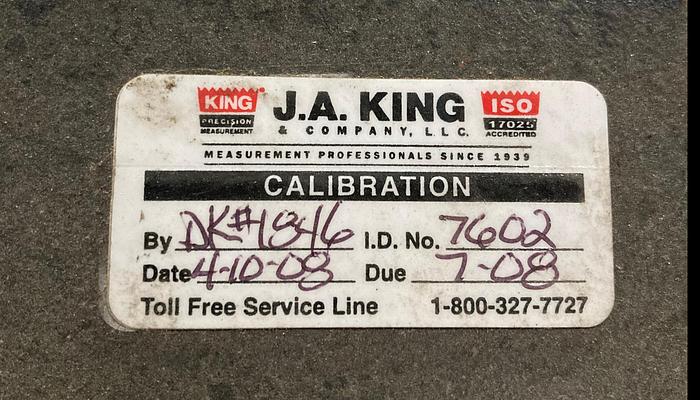 KING J.A. KING ISO
PRECISION & COMPANY, L.L.C. 17025
MEASUREMENT ACCREDITED
MEASUREMENT PROFESSIONALS SINCE 1939
CALIBRATION
By DK#1846 I.D. No. 7602
Date 4-10-08 Due 7-08
Toll Free Service Line 1-800-327-7727